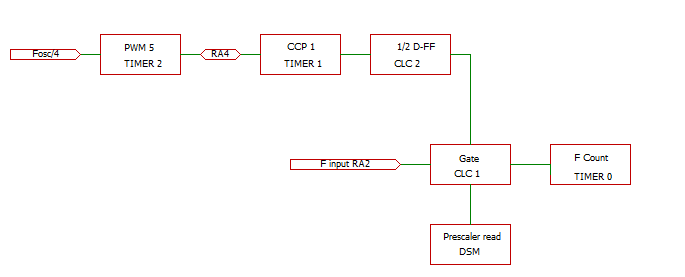 Fosc/4
PWM 5
TIMER 2
RA4
CCP 1
TIMER 1
1/2 D-FF
CLC 2
F input RA2
Gate
CLC 1
F Count
TIMER 0
Prescaler read
DSM